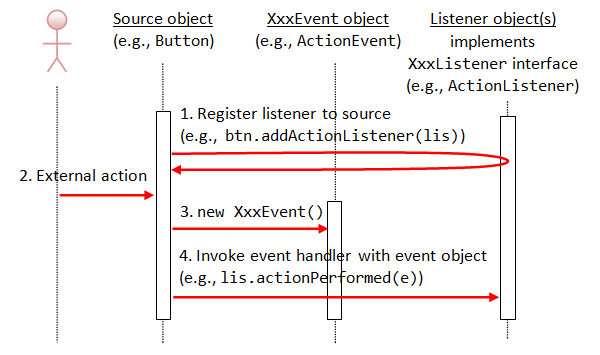 Source object
(e.g., Button)
XxxEvent object
(e.g., ActionEvent)
Listener object(s)
implements
XxxListener interface
(e.g., ActionListener)
1. Register listener to source
(e.g., btn.addActionListener(lis))
2. External action
3. new XxxEvent()
4. Invoke event handler with event object
(e.g., lis.actionPerformed(e))